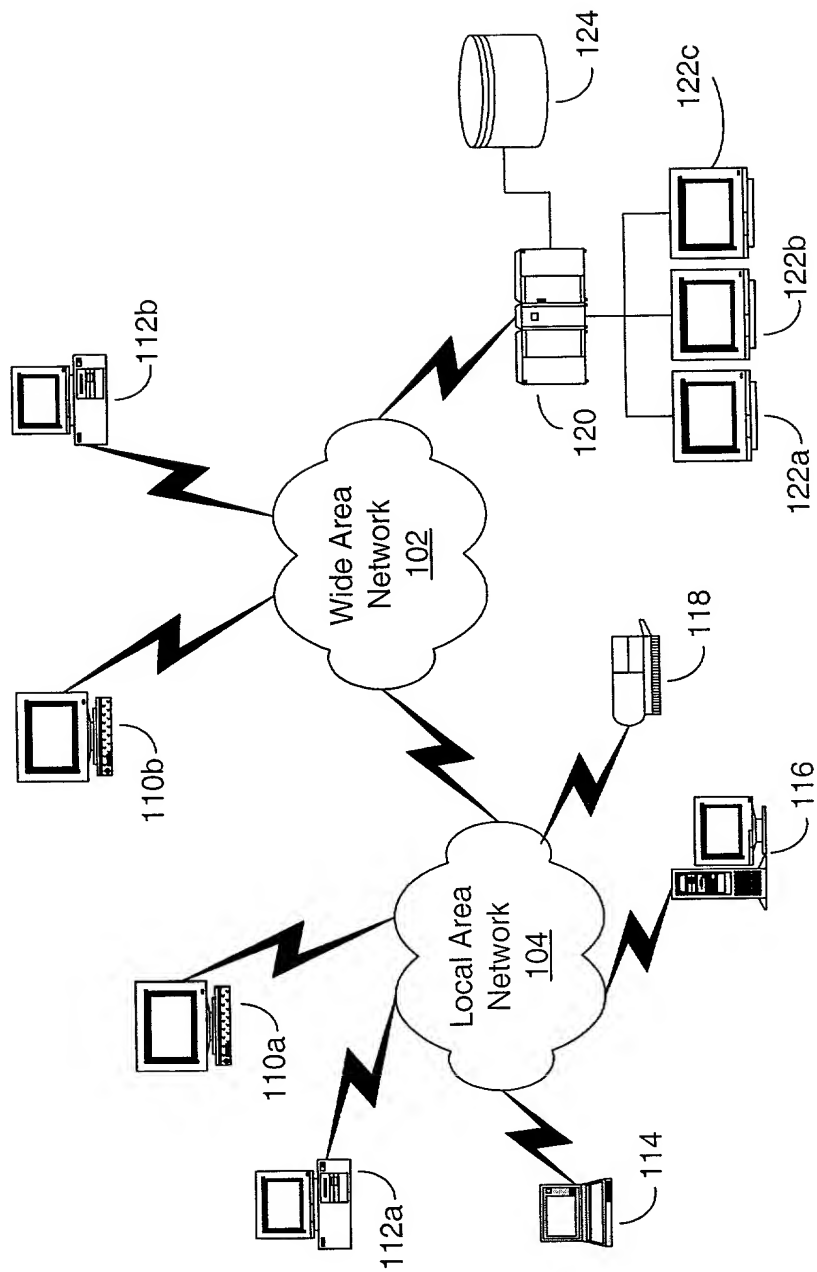 112b
110b
124
Wide Area
Network
102
120
122c
122b
122a
110a
112a
Local Area
Network
104
118
116
114